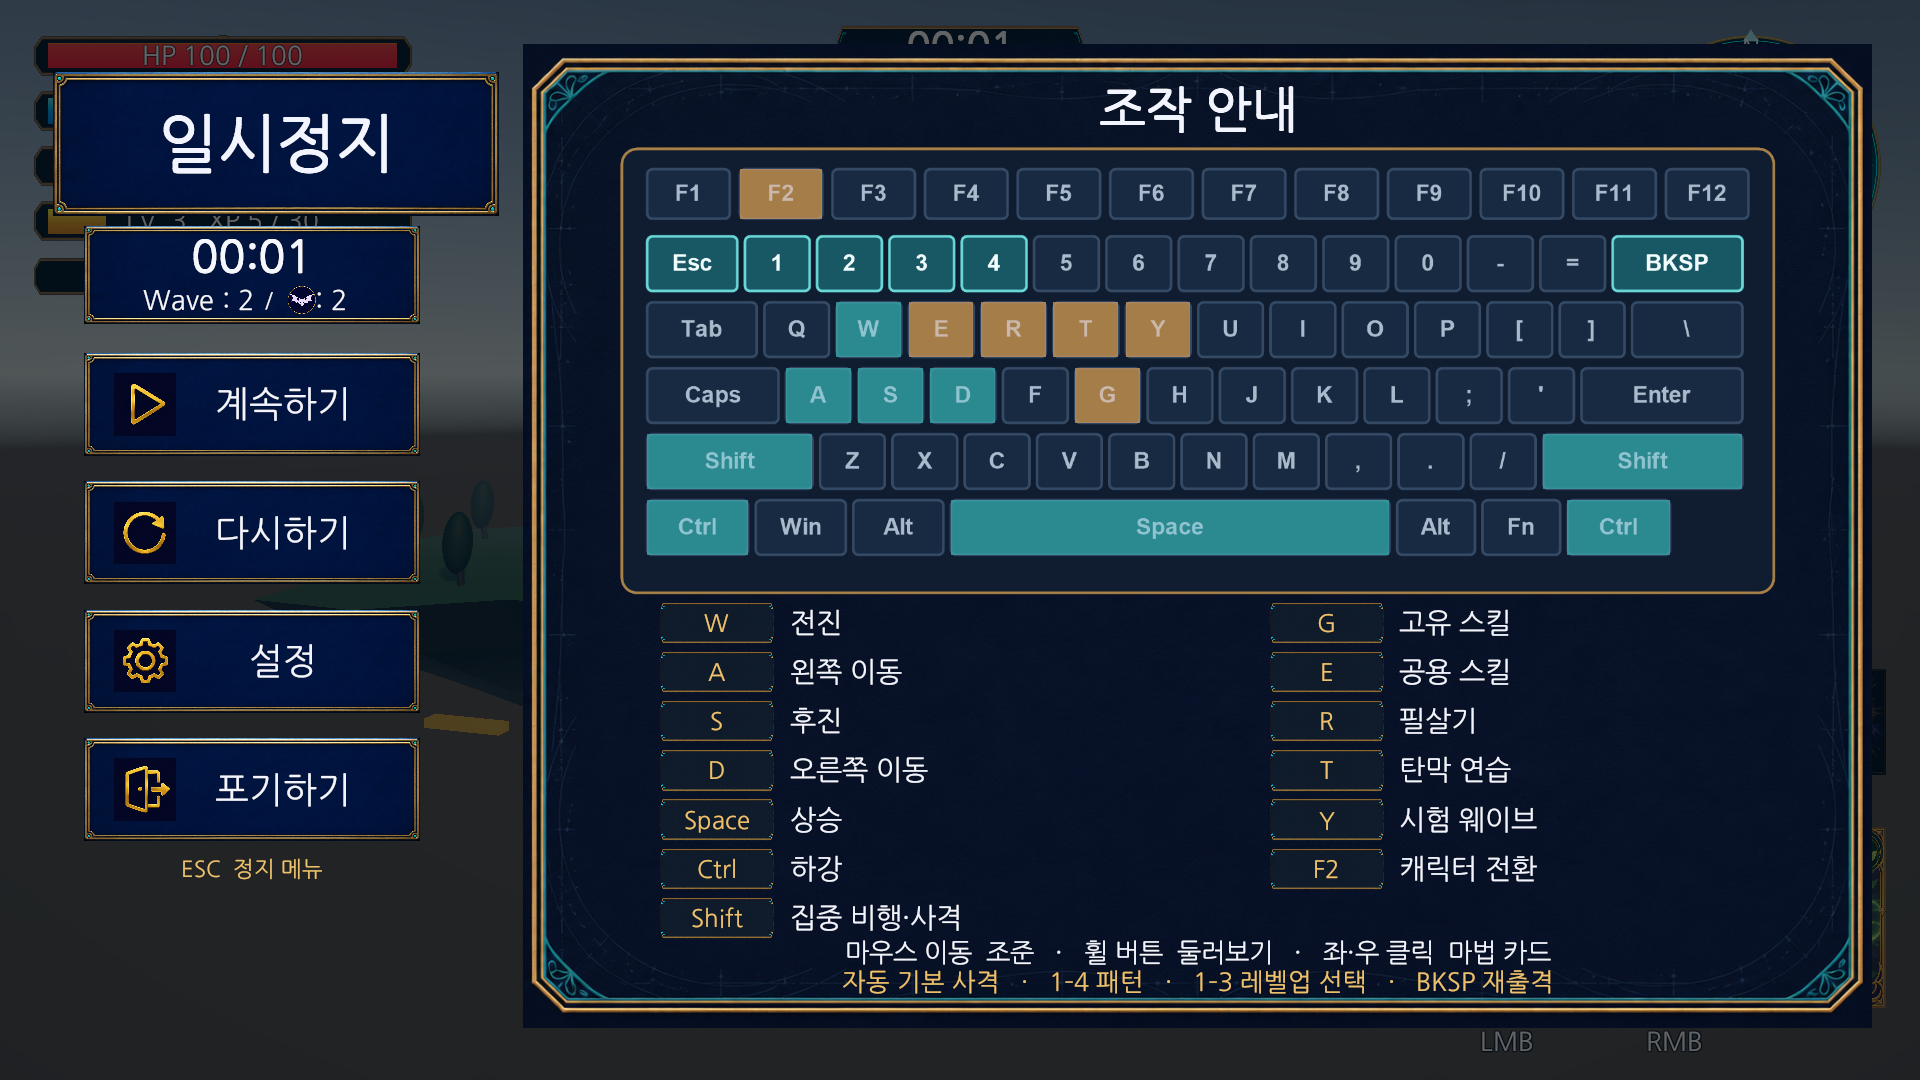 HP 100 / 100
00:01
일시정지
LV 3 XP 5 / 30
00:01
Wave : 2 / : 2
계속하기
다시하기
설정
포기하기
ESC 정지 메뉴
조작 안내
F1 F2 F3 F4 F5 F6 F7 F8 F9 F10 F11 F12
Esc 1 2 3 4 5 6 7 8 9 0 - = BKSP
Tab Q W E R T Y U I O P [ ] \
Caps A S D F G H J K L ; ' Enter
Shift Z X C V B N M , . / Shift
Ctrl Win Alt Space Alt Fn Ctrl
W 전진
A 왼쪽 이동
S 후진
D 오른쪽 이동
Space 상승
Ctrl 하강
Shift 집중 비행·사격
G 고유 스킬
E 공용 스킬
R 필살기
T 탄막 연습
Y 시험 웨이브
F2 캐릭터 전환
마우스 이동 조준 · 휠 버튼 둘러보기 · 좌·우 클릭 마법 카드
자동 기본 사격 · 1-4 패턴 · 1-3 레벨업 선택 · BKSP 재출격
LMB RMB